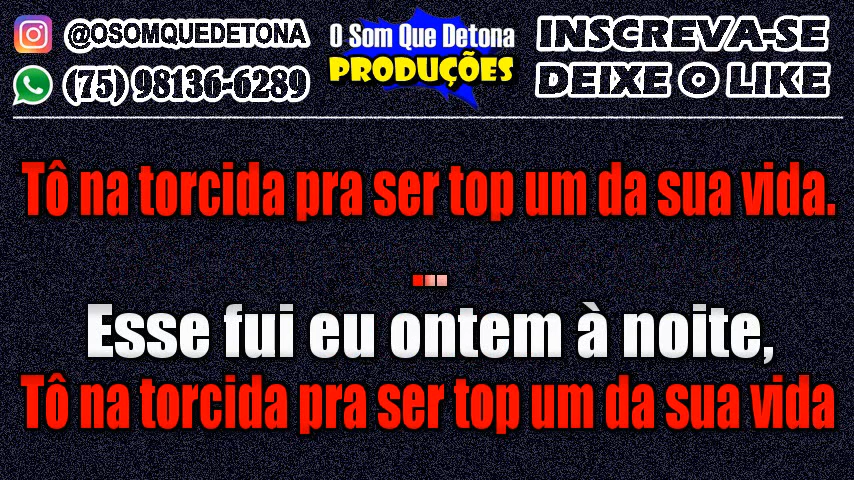 @OSOMQUEDETONA
(75) 98136-6289
O Som Que Detona
PRODUÇÕES
INSCREVA-SE
DEIXE O LIKE
Tô na torcida pra ser top um da sua vida.
...
Esse fui eu ontem à noite,
Tô na torcida pra ser top um da sua vida